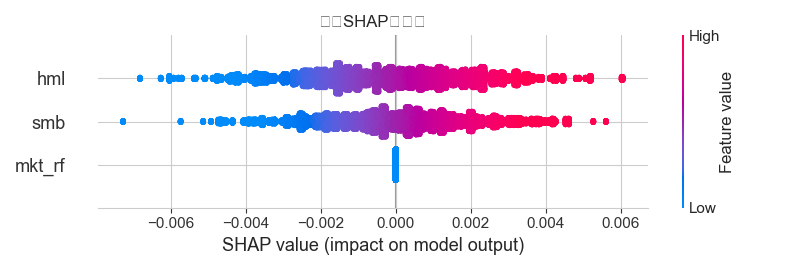 SHAP
High
hml
smb
mkt_rf
Feature value
Low
−0.006 −0.004 −0.002 0.000 0.002 0.004 0.006
SHAP value (impact on model output)